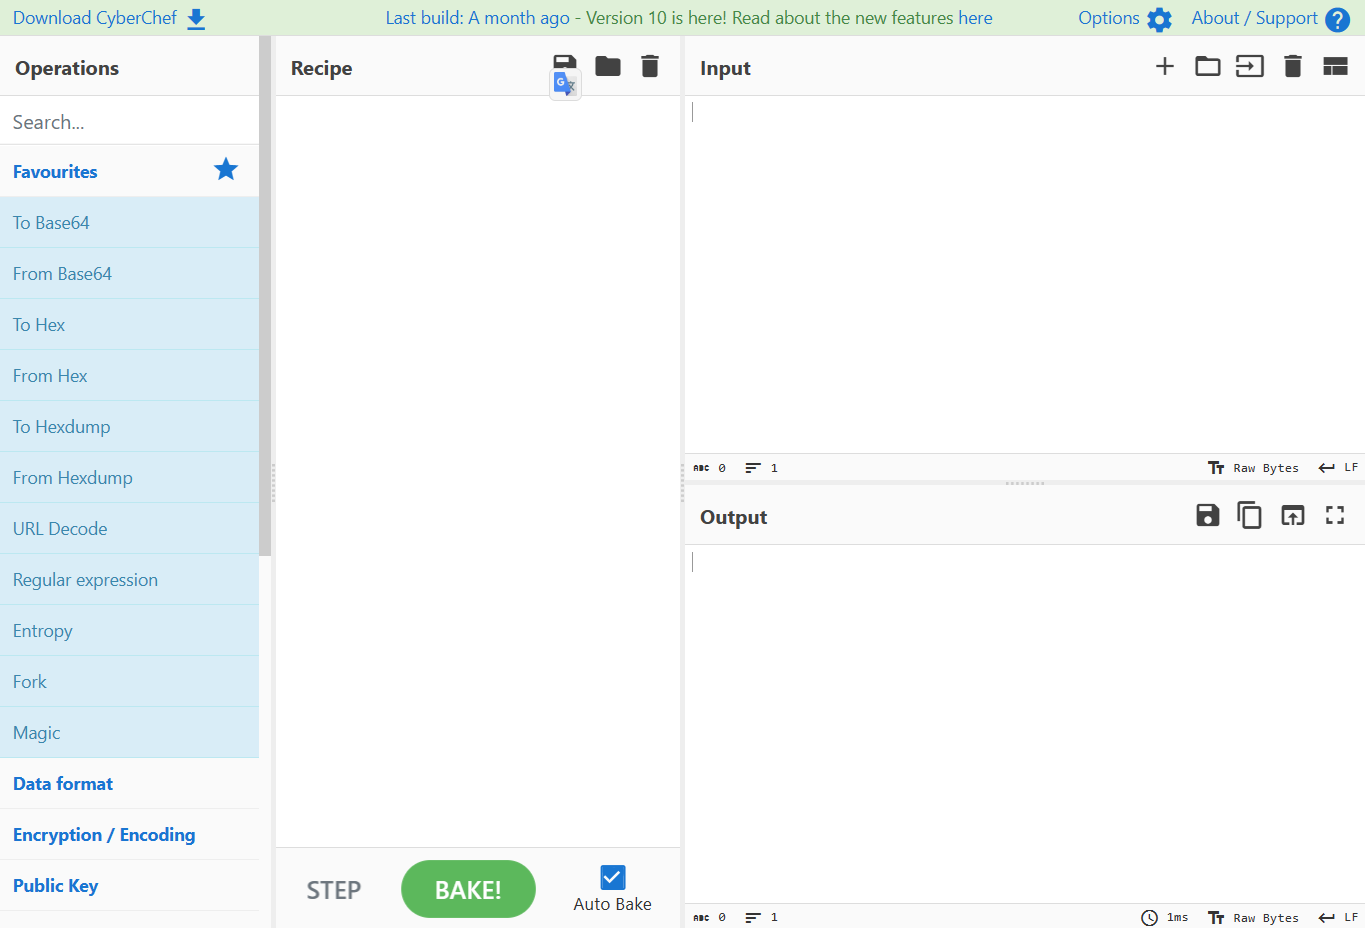 Download CyberChef
Last build: A month ago - Version 10 is here! Read about the new features here
Options
About / Support
Operations
Search...
Favourites
To Base64
From Base64
To Hex
From Hex
To Hexdump
From Hexdump
URL Decode
Regular expression
Entropy
Fork
Magic
Data format
Encryption / Encoding
Public Key
Recipe
STEP
BAKE!
Auto Bake
Input
ABC 0 1
Tт Raw Bytes LF
Output
ABC 0 1
1ms Tт Raw Bytes LF